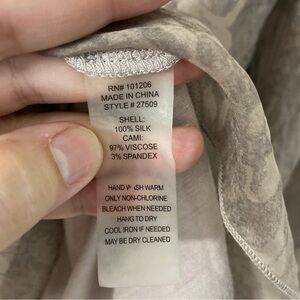 RN# 101206
MADE IN CHINA
STYLE # 27509
SHELL:
100% SILK
CAMI:
97% VISCOSE
3% SPANDEX
HAND WASH WARM
ONLY NON-CHLORINE
BLEACH WHEN NEEDED
HANG TO DRY
COOL IRON IF NEEDED
MAY BE DRY CLEANED